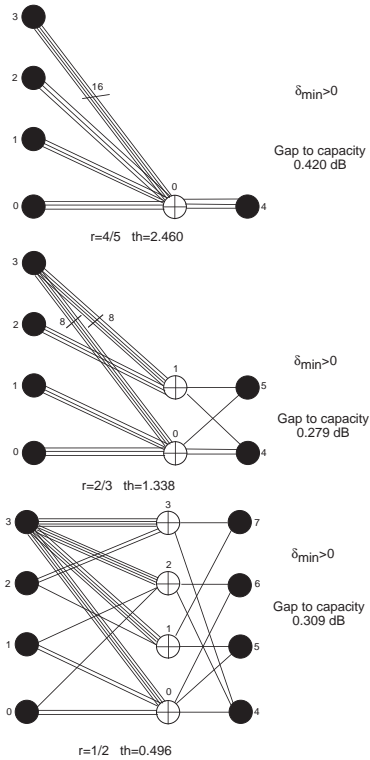 3
16
2
δmin>0
1
Gap to capacity
0.420 dB
0
0
4
r=4/5 th=2.460
3
8 8
2
1
δmin>0
5
1
Gap to capacity
0.279 dB
0
0
4
r=2/3 th=1.338
3
3
7
δmin>0
2
2
6
Gap to capacity
0.309 dB
1
1
5
0
0
4
r=1/2 th=0.496